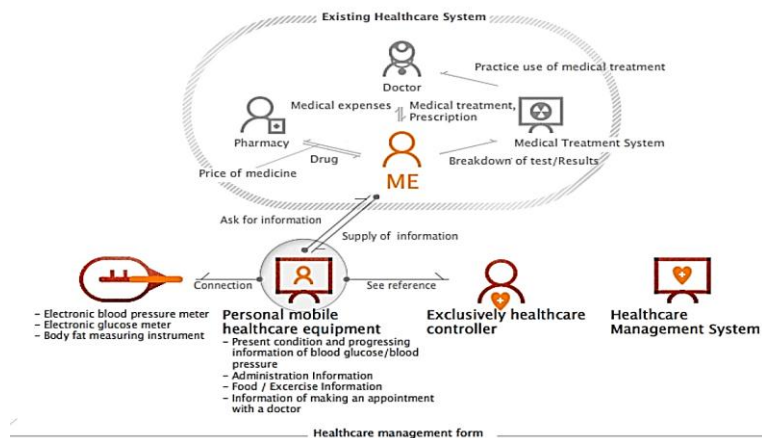 Existing Healthcare System
Practice use of medical treatment
Doctor
Medical expenses
Medical treatment,
Prescription
Pharmacy
Medical Treatment System
Drug
Breakdown of test/Results
Price of medicine
ME
Ask for information
Supply of information
Connection
See reference
- Electronic blood pressure meter
- Electronic glucose meter
- Body fat measuring instrument
Personal mobile
healthcare equipment
- Present condition and progressing
information of blood glucose/blood
pressure
- Administration Information
- Food / Excercise Information
- Information of making an appointment
with a doctor
Exclusively healthcare
controller
Healthcare
Management System
Healthcare management form